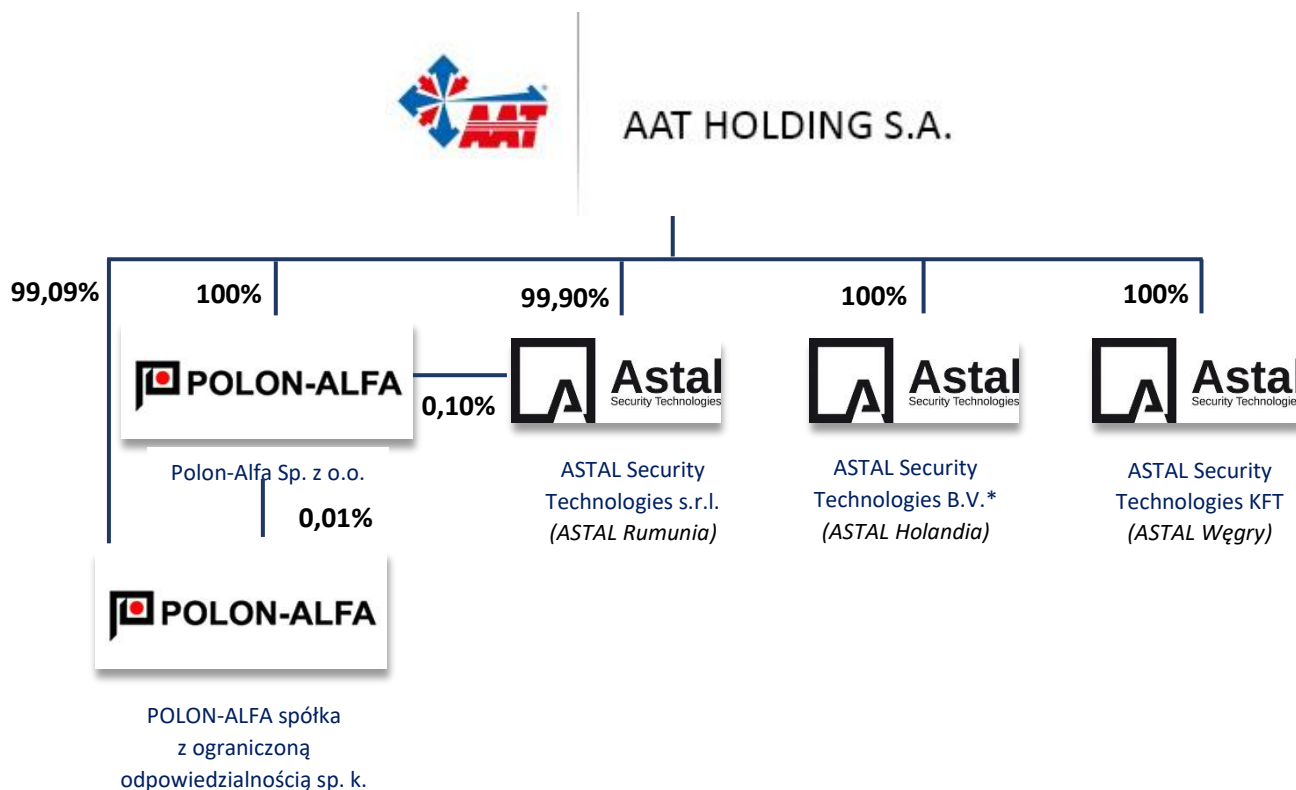 AAT
AAT HOLDING S.A.
99,09%
100%
99,90%
100%
100%
POLON-ALFA
0,10%
Astal
Security Technologies
Astal
Security Technologies
Astal
Security Technologie
Polon-Alfa Sp. z o.o.
0,01%
ASTAL Security
Technologies s.r.l.
(ASTAL Rumunia)
ASTAL Security
Technologies B.V.*
(ASTAL Holandia)
ASTAL Security
Technologies KFT
(ASTAL Węgry)
POLON-ALFA
POLON-ALFA spółka
z ograniczoną
odpowiedzialnością sp. k.